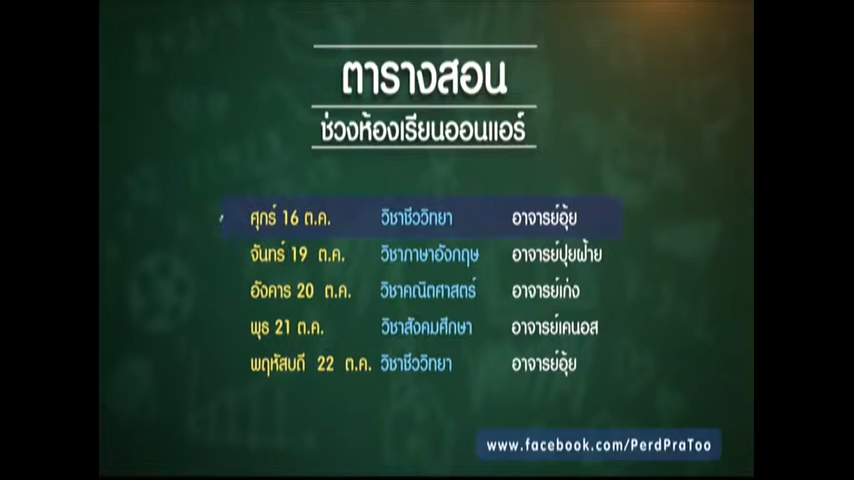 ตารางสอน
ช่วงห้องเรียนออนแอร์
ศุกร์ 16 ต.ค. วิชาชีววิทยา อาจารย์อุ้ย
จันทร์ 19 ต.ค. วิชาภาษาอังกฤษ อาจารย์ปุยฝ้าย
อังคาร 20 ต.ค. วิชาคณิตศาสตร์ อาจารย์เก่ง
พุธ 21 ต.ค. วิชาสังคมศึกษา อาจารย์เคนอส
พฤหัสบดี 22 ต.ค. วิชาชีววิทยา อาจารย์อุ้ย
www.facebook.com/PerdPraToo